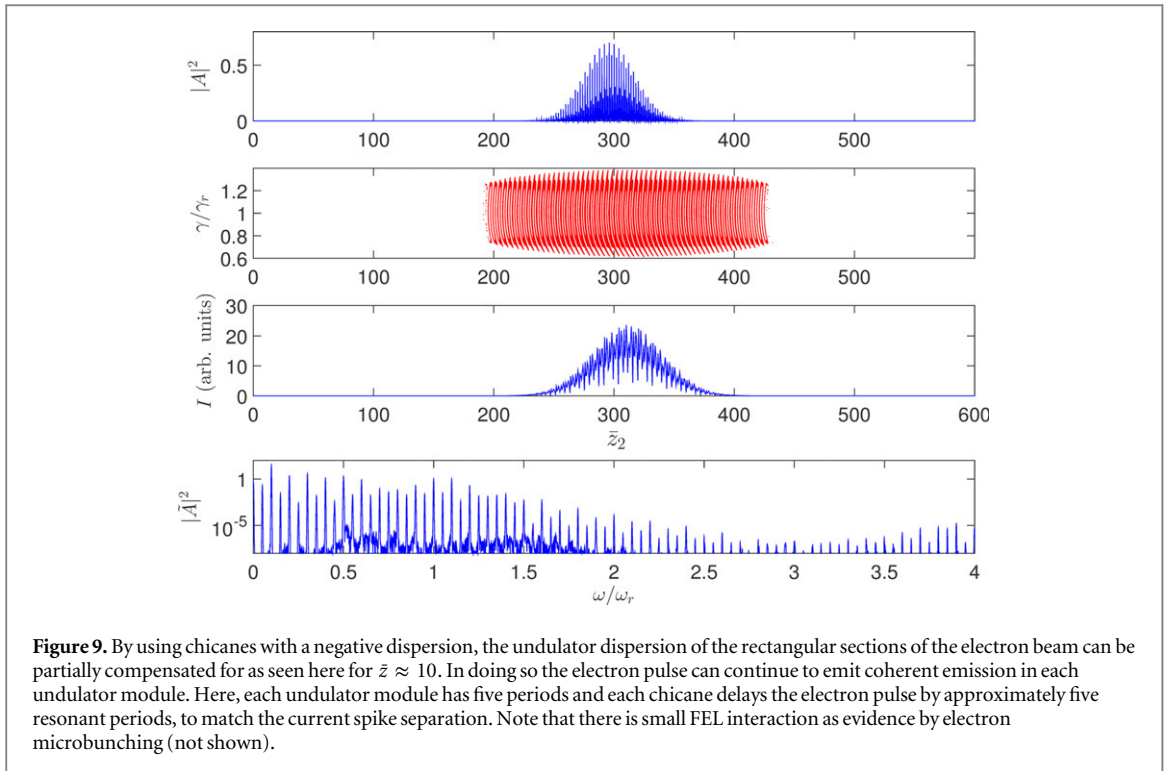 |A|²
0.5
0
0 100 200 300 400 500
γ/γᵣ
1.2
1
0.8
0.6
0 100 200 300 400 500
I (arb. units)
30
20
10
0
0 100 200 300 400 500 600
z̄₂
|Ã|²
1
10⁻⁵
0 0.5 1 1.5 2 2.5 3 3.5 4
ω/ωᵣ
Figure 9. By using chicanes with a negative dispersion, the undulator dispersion of the rectangular sections of the electron beam can be
partially compensated for as seen here for z̄ ≈ 10. In doing so the electron pulse can continue to emit coherent emission in each
undulator module. Here, each undulator module has five periods and each chicane delays the electron pulse by approximately five
resonant periods, to match the current spike separation. Note that there is small FEL interaction as evidence by electron
microbunching (not shown).